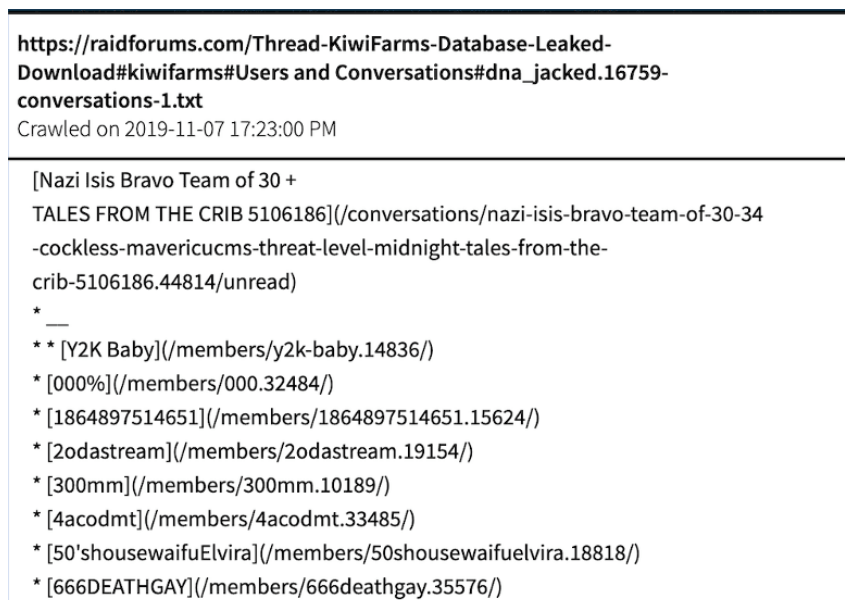 https://raidforums.com/Thread-KiwiFarms-Database-Leaked-
Download#kiwifarms#Users and Conversations#dna_jacked.16759-
conversations-1.txt
Crawled on 2019-11-07 17:23:00 PM
[Nazi Isis Bravo Team of 30 +
TALES FROM THE CRIB 5106186](/conversations/nazi-isis-bravo-team-of-30-34
-cockless-mavericucms-threat-level-midnight-tales-from-the-
crib-5106186.44814/unread)
* __
* * [Y2K Baby](/members/y2k-baby.14836/)
* [000%](/members/000.32484/)
* [1864897514651](/members/1864897514651.15624/)
* [2odastream](/members/2odastream.19154/)
* [300mm](/members/300mm.10189/)
* [4acodmt](/members/4acodmt.33485/)
* [50'shousewaifuElvira](/members/50shousewaifuelvira.18818/)
* [666DEATHGAY](/members/666deathgay.35576/)